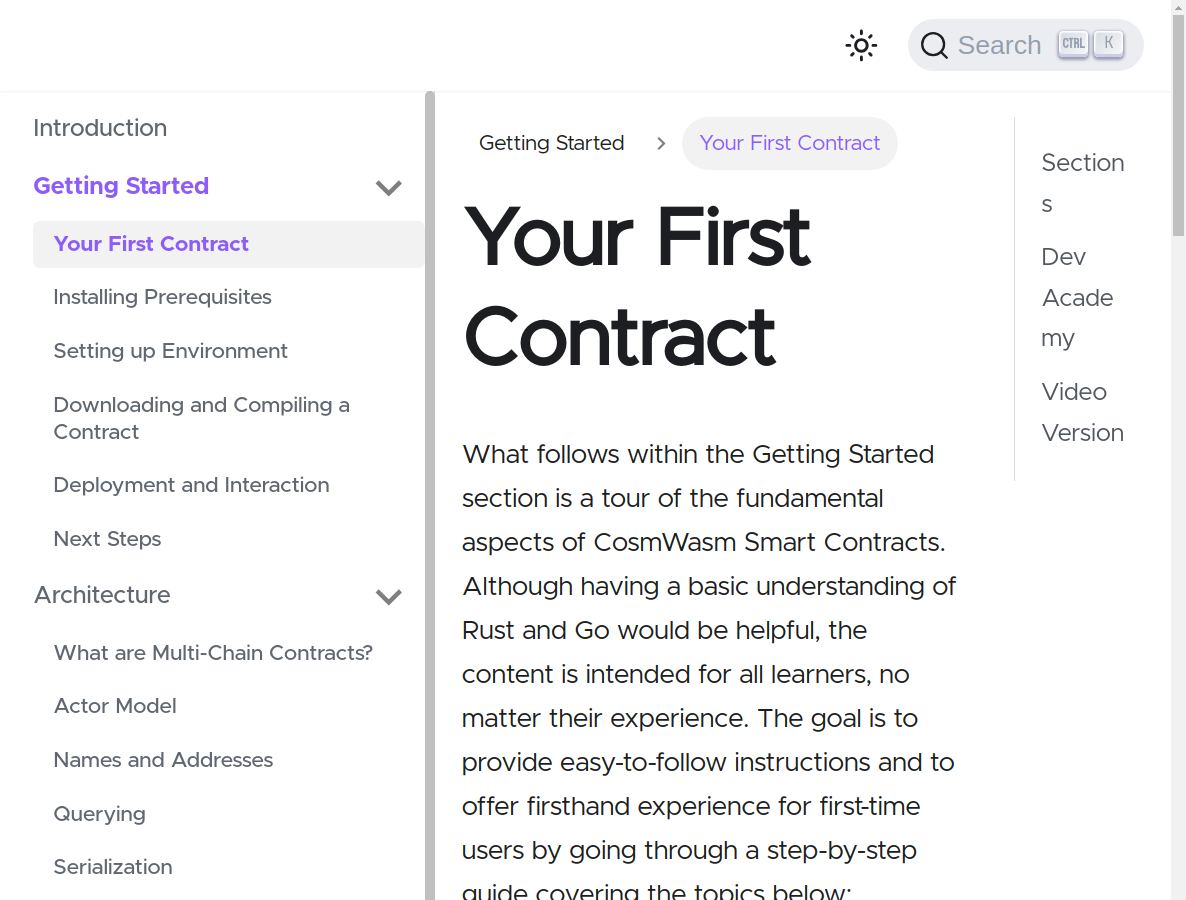 Search CTRL K
Introduction
Getting Started
Your First Contract
Installing Prerequisites
Setting up Environment
Downloading and Compiling a
Contract
Deployment and Interaction
Next Steps
Architecture
What are Multi-Chain Contracts?
Actor Model
Names and Addresses
Querying
Serialization
Getting Started
Your First Contract
Your First
Contract
What follows within the Getting Started
section is a tour of the fundamental
aspects of CosmWasm Smart Contracts.
Although having a basic understanding of
Rust and Go would be helpful, the
content is intended for all learners, no
matter their experience. The goal is to
provide easy-to-follow instructions and to
offer firsthand experience for first-time
users by going through a step-by-step
guide covering the topics below:
Section
s
Dev
Acade
my
Video
Version